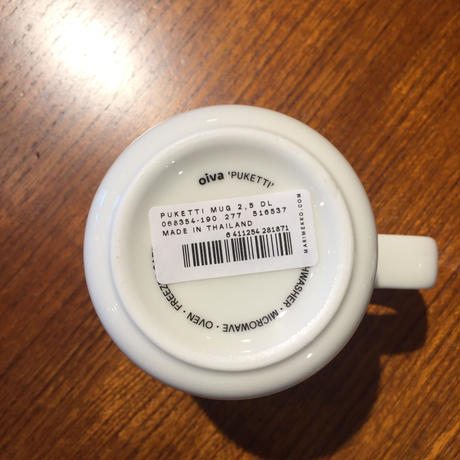 oiva 'PUKETTI'
PUKETTI MUG 2,5 DL
068354-190 277 516537
MADE IN THAILAND
6 411254 281871
MARIMEKKO.COM
HWASHER · MICROWAVE · OVEN · FREEZ